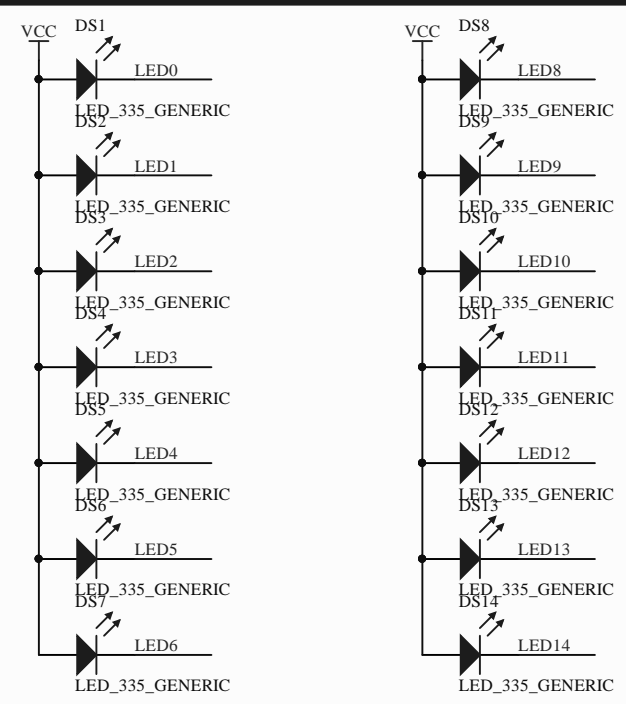 VCC
DS1
LED0
LED_335_GENERIC
DS2
LED1
LED_335_GENERIC
DS3
LED2
LED_335_GENERIC
DS4
LED3
LED_335_GENERIC
DS5
LED4
LED_335_GENERIC
DS6
LED5
LED_335_GENERIC
DS7
LED6
LED_335_GENERIC
VCC
DS8
LED8
LED_335_GENERIC
DS9
LED9
LED_335_GENERIC
DS10
LED10
LED_335_GENERIC
DS11
LED11
LED_335_GENERIC
DS12
LED12
LED_335_GENERIC
DS13
LED13
LED_335_GENERIC
DS14
LED14
LED_335_GENERIC